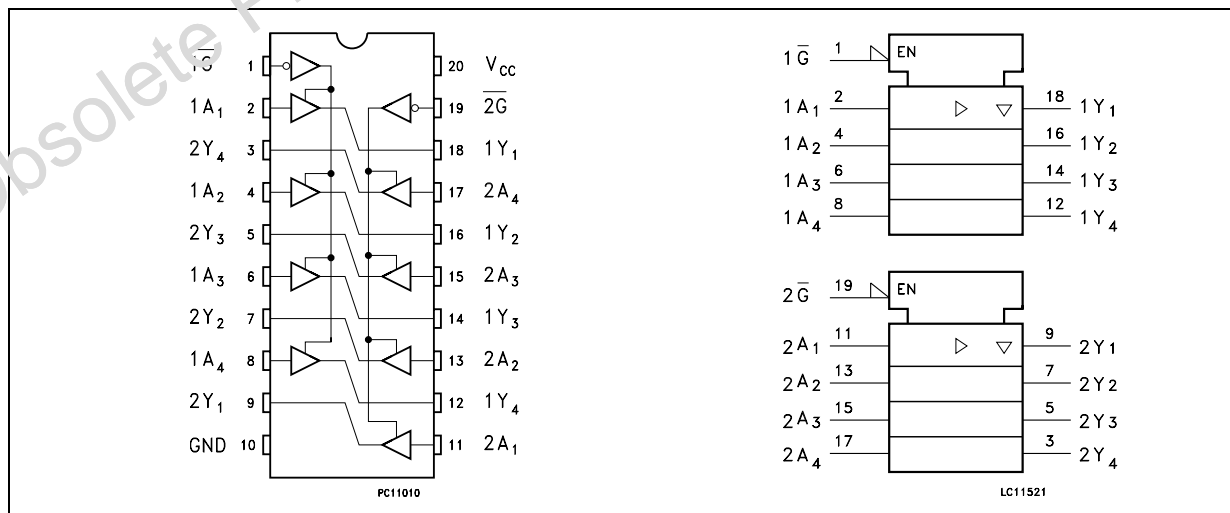 Obsolete P
1G̅ 1 20 VCC
1A1 2 19 2G̅
2Y4 3 18 1Y1
1A2 4 17 2A4
2Y3 5 16 1Y2
1A3 6 15 2A3
2Y2 7 14 1Y3
1A4 8 13 2A2
2Y1 9 12 1Y4
GND 10 11 2A1
PC11010
1G̅ 1 EN
1A1 2 18 1Y1
1A2 4 16 1Y2
1A3 6 14 1Y3
1A4 8 12 1Y4
2G̅ 19 EN
2A1 11 9 2Y1
2A2 13 7 2Y2
2A3 15 5 2Y3
2A4 17 3 2Y4
LC11521